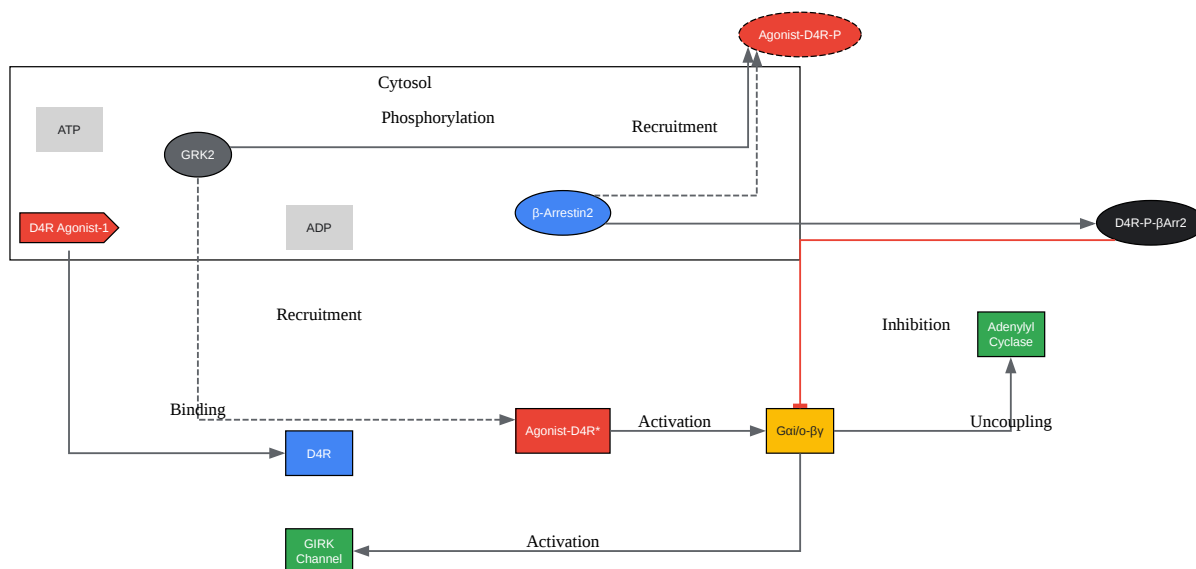 Agonist-D4R-P
Cytosol
Phosphorylation
Recruitment
ATP
GRK2
D4R Agonist-1
ADP
β-Arrestin2
D4R-P-βArr2
Recruitment
Inhibition
Adenylyl
Cyclase
Binding
Agonist-D4R*
Activation
Gαi/o-βγ
Uncoupling
D4R
GIRK
Channel
Activation